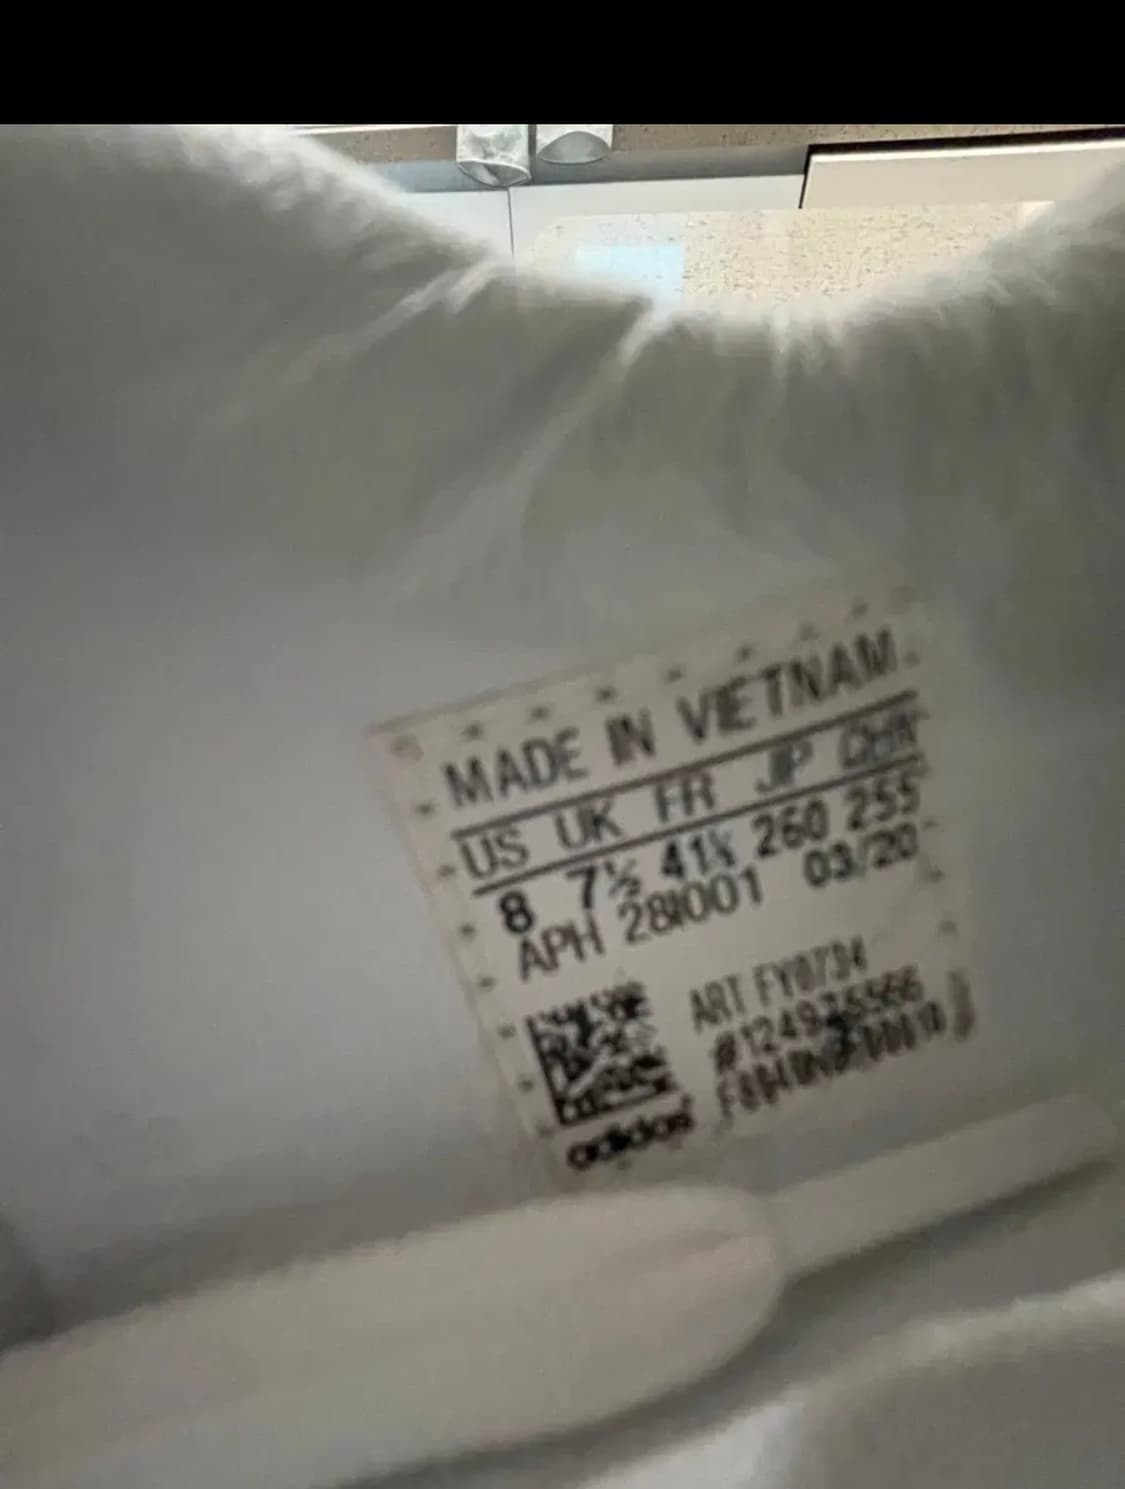 MADE IN VIETNAM
US UK FR JP CHN
8 7½ 41⅓ 260 255
APH 281001 03/20
ART FY0734
adidas